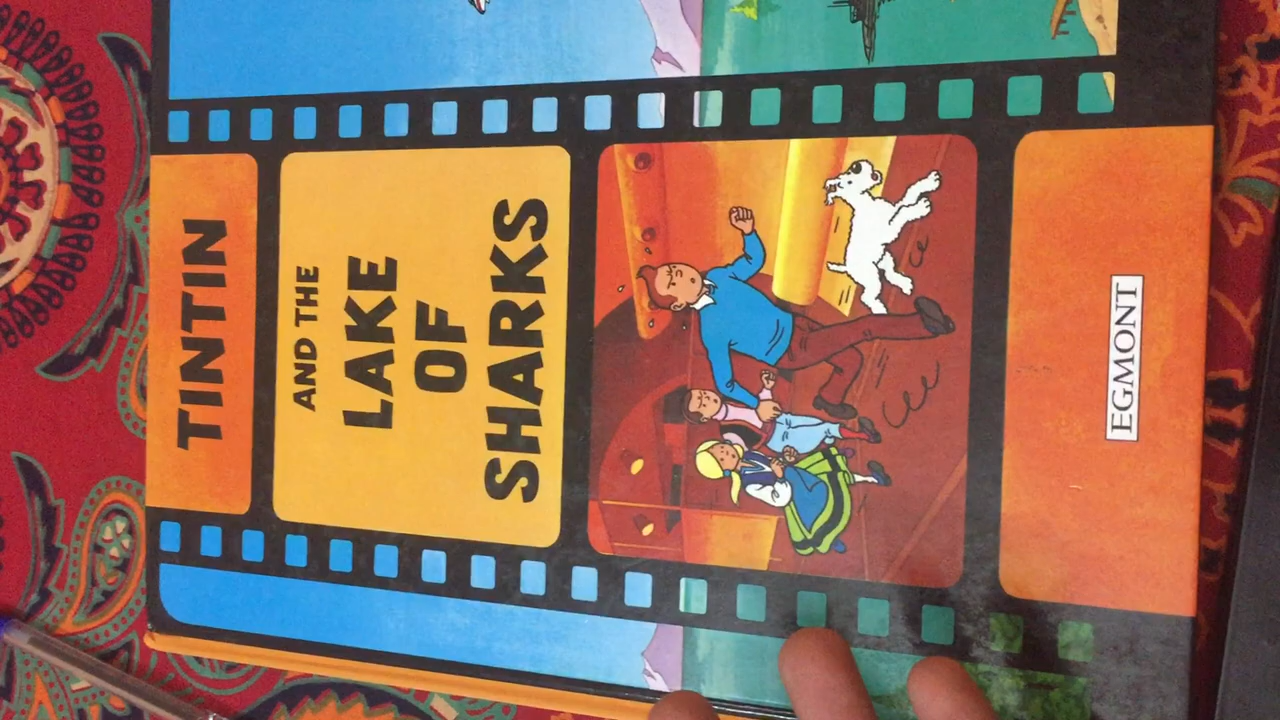 TINTIN
AND THE
LAKE
OF
SHARKS
EGMONT